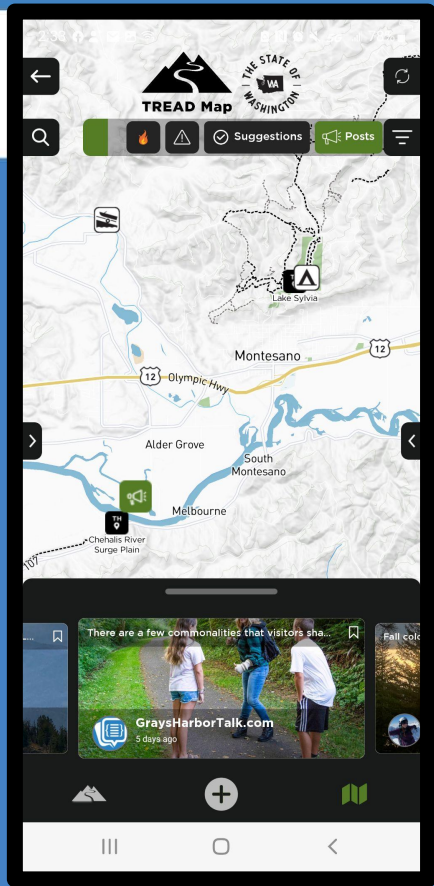 2:38
TREAD Map
THE STATE OF WASHINGTON
WA
Suggestions
Posts
Lake Sylvia
Montesano
12
12
Olympic Hwy
Alder Grove
South
Montesano
Melbourne
TH
Chehalis River
Surge Plain
107
There are a few commonalities that visitors sha...
Fall colo
GraysHarborTalk.com
5 days ago